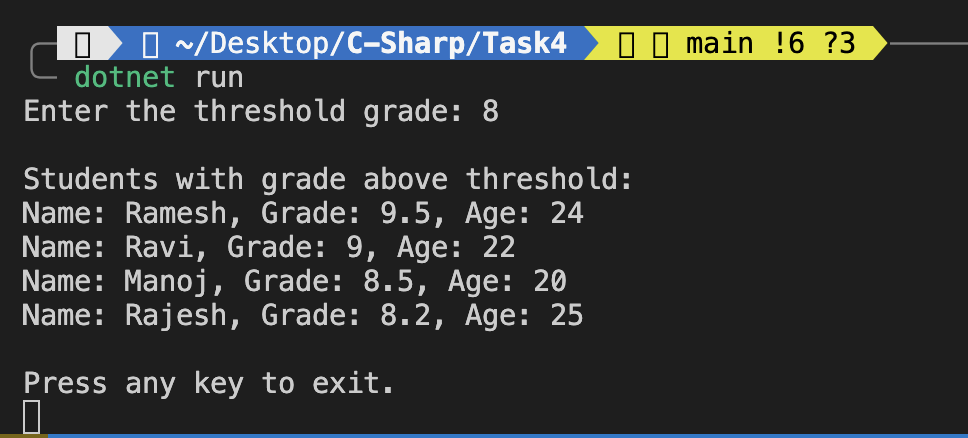 ~/Desktop/C-Sharp/Task4 main !6 ?3
dotnet run
Enter the threshold grade: 8
Students with grade above threshold:
Name: Ramesh, Grade: 9.5, Age: 24
Name: Ravi, Grade: 9, Age: 22
Name: Manoj, Grade: 8.5, Age: 20
Name: Rajesh, Grade: 8.2, Age: 25
Press any key to exit.